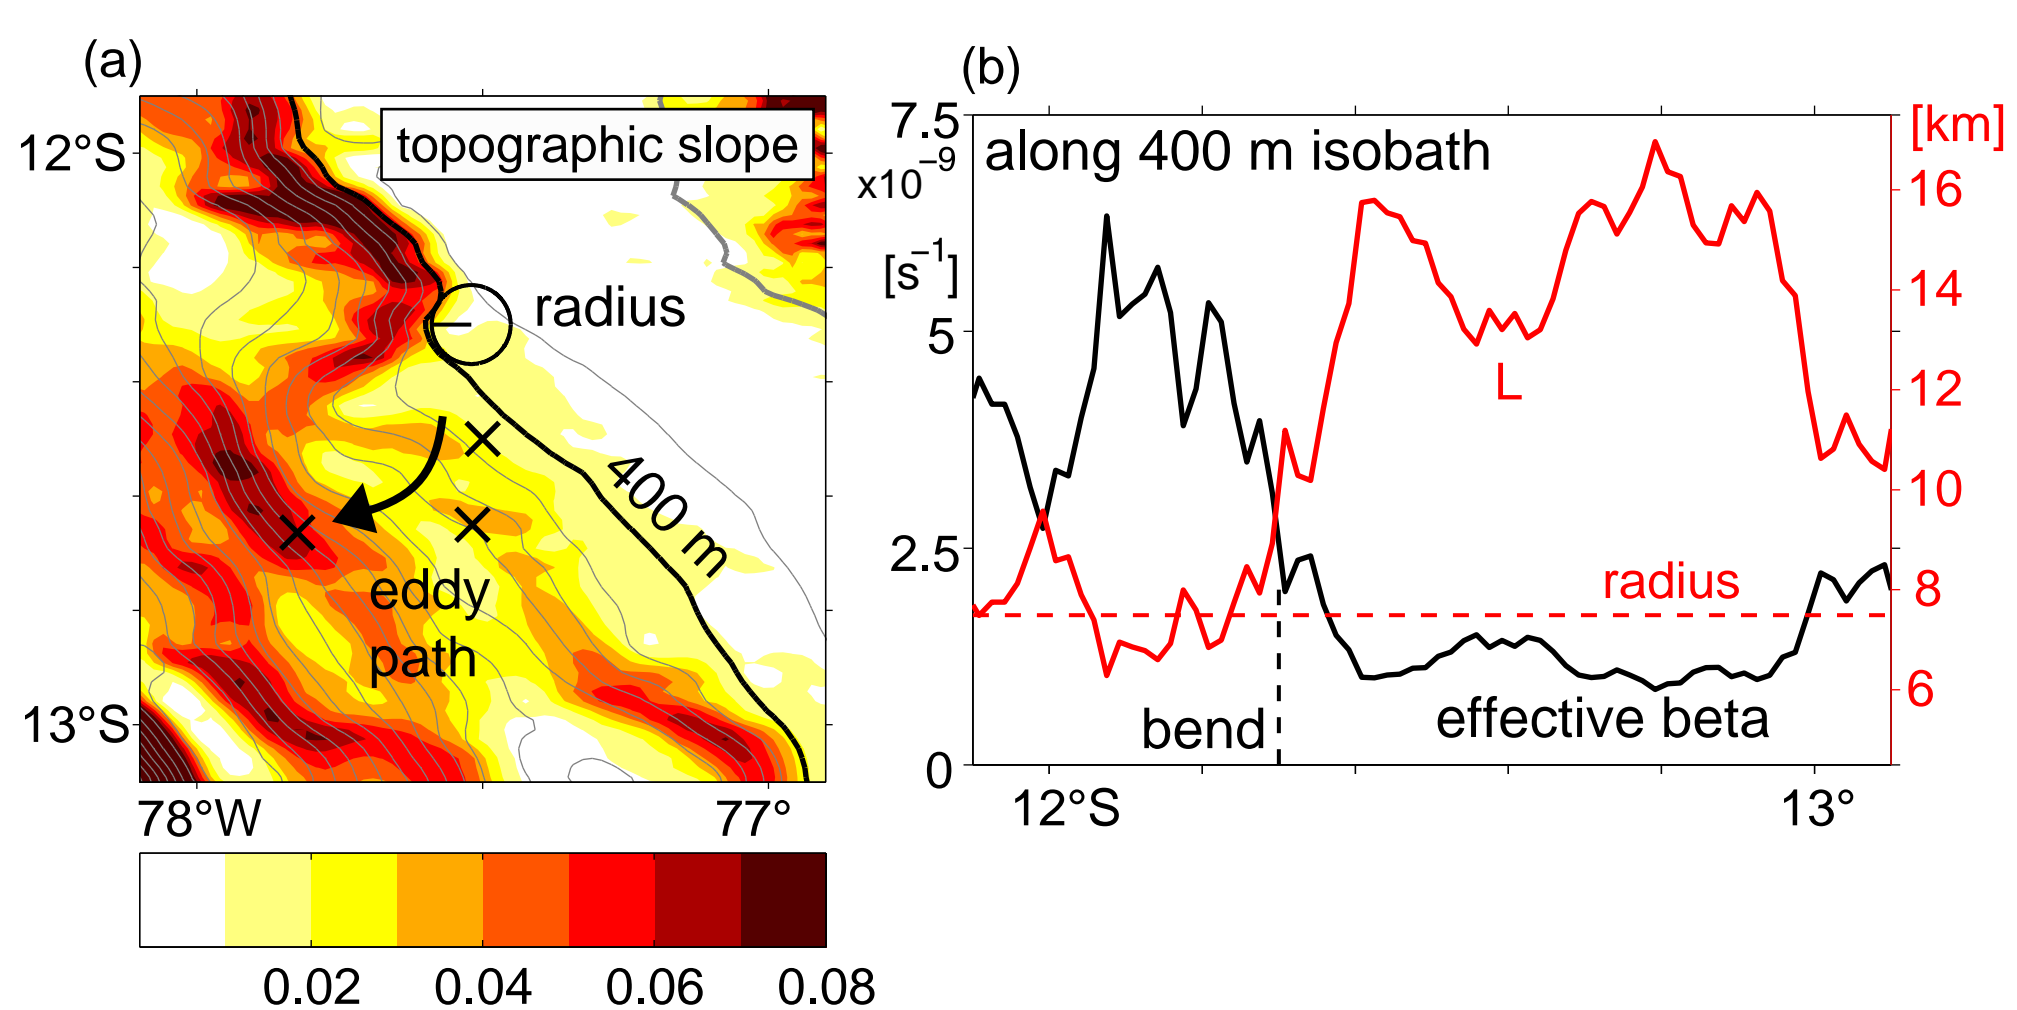 (a)
topographic slope
12°S
radius
400 m
eddy
path
13°S
78°W
77°
0.02
0.04
0.06
0.08
(b)
7.5
x10⁻⁹
along 400 m isobath
[km]
16
[s⁻¹]
14
5
12
L
10
2.5
radius
8
6
bend
effective beta
0
12°S
13°